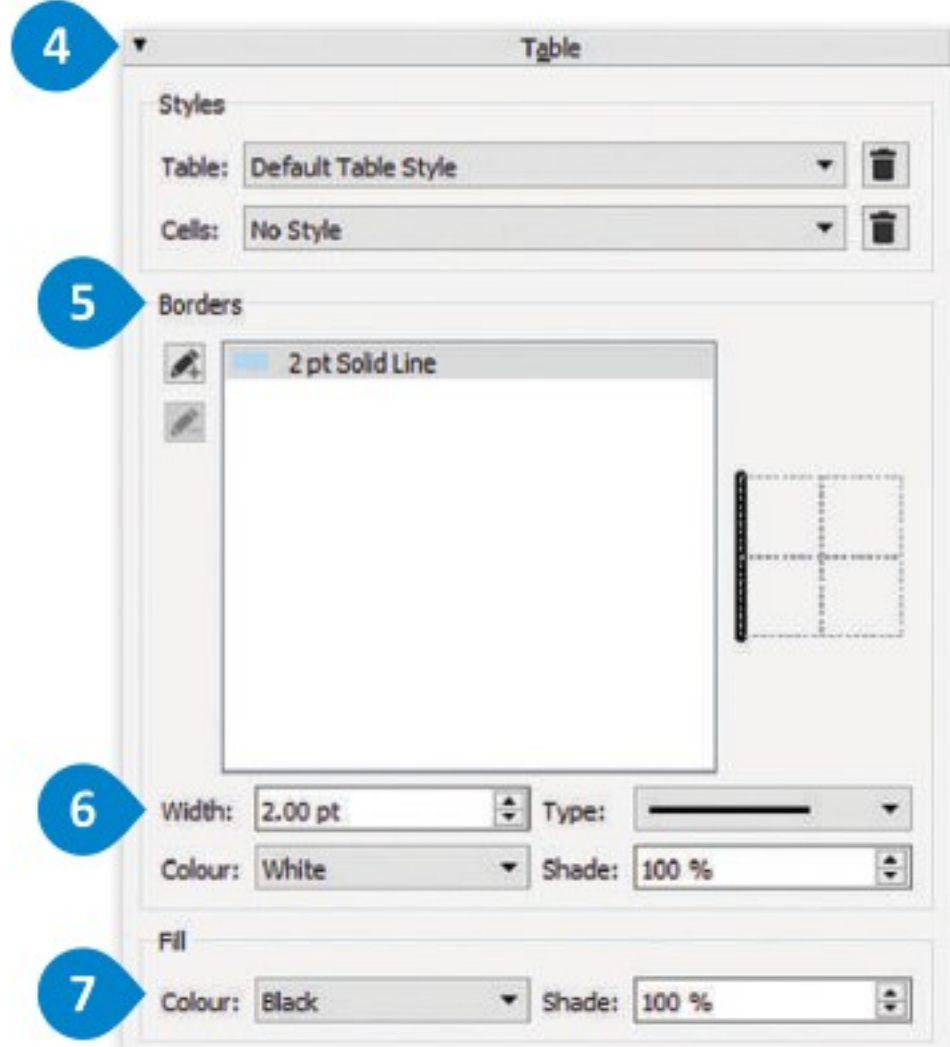 4
Table
Styles
Table: Default Table Style
Cells: No Style
5
Borders
2 pt Solid Line
6
Width: 2.00 pt Type:
Colour: White Shade: 100 %
Fill
7
Colour: Black Shade: 100 %